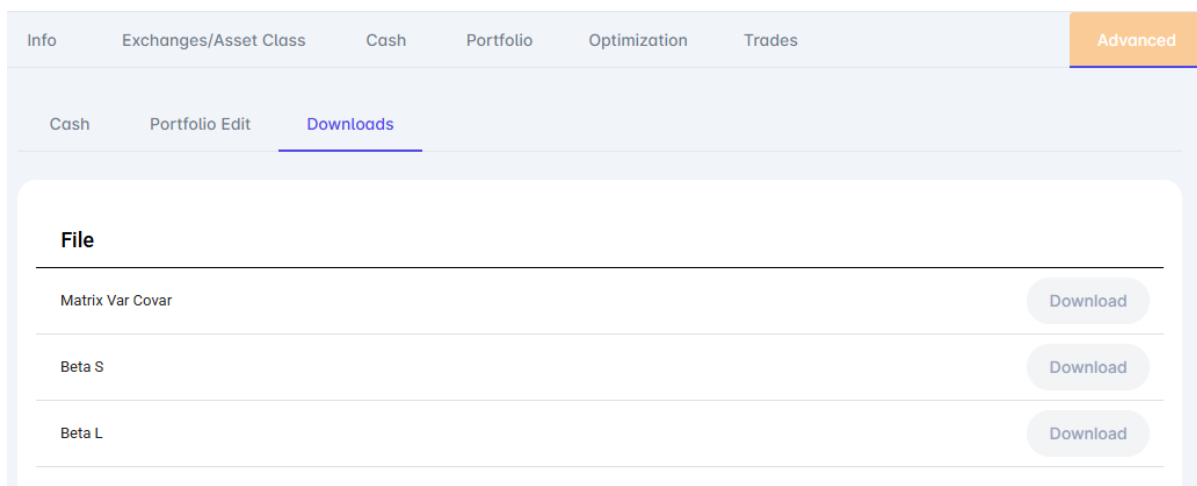 Info Exchanges/Asset Class Cash Portfolio Optimization Trades Advanced
Cash Portfolio Edit Downloads
File
Matrix Var Covar Download
Beta S Download
Beta L Download